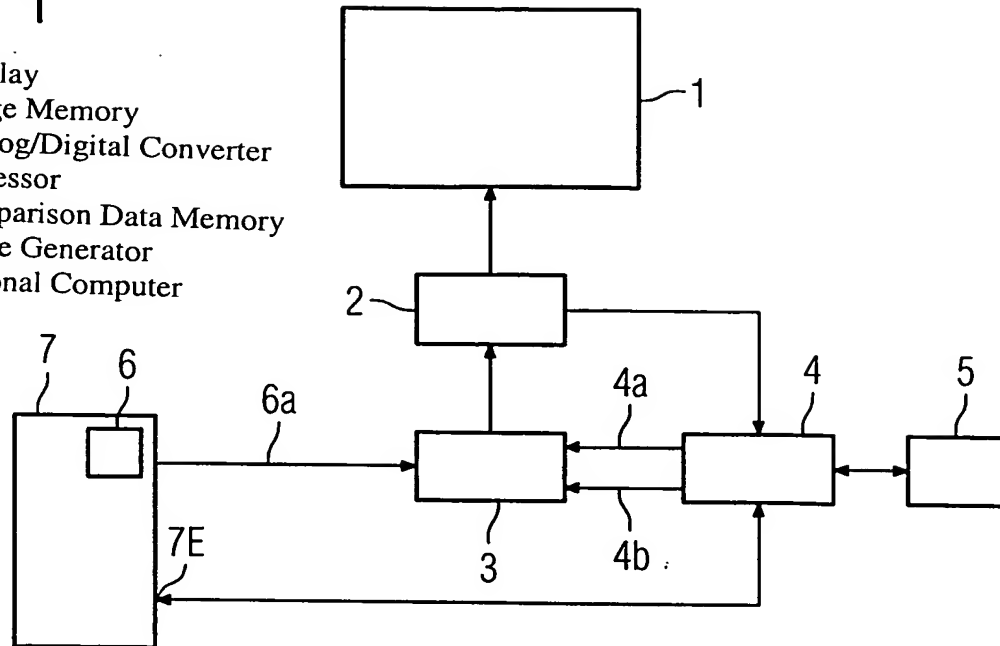 lay
ge Memory
og/Digital Converter
essor
parison Data Memory
e Generator
onal Computer
1
2
7
6
6a
4a
4
5
3
4b
7E